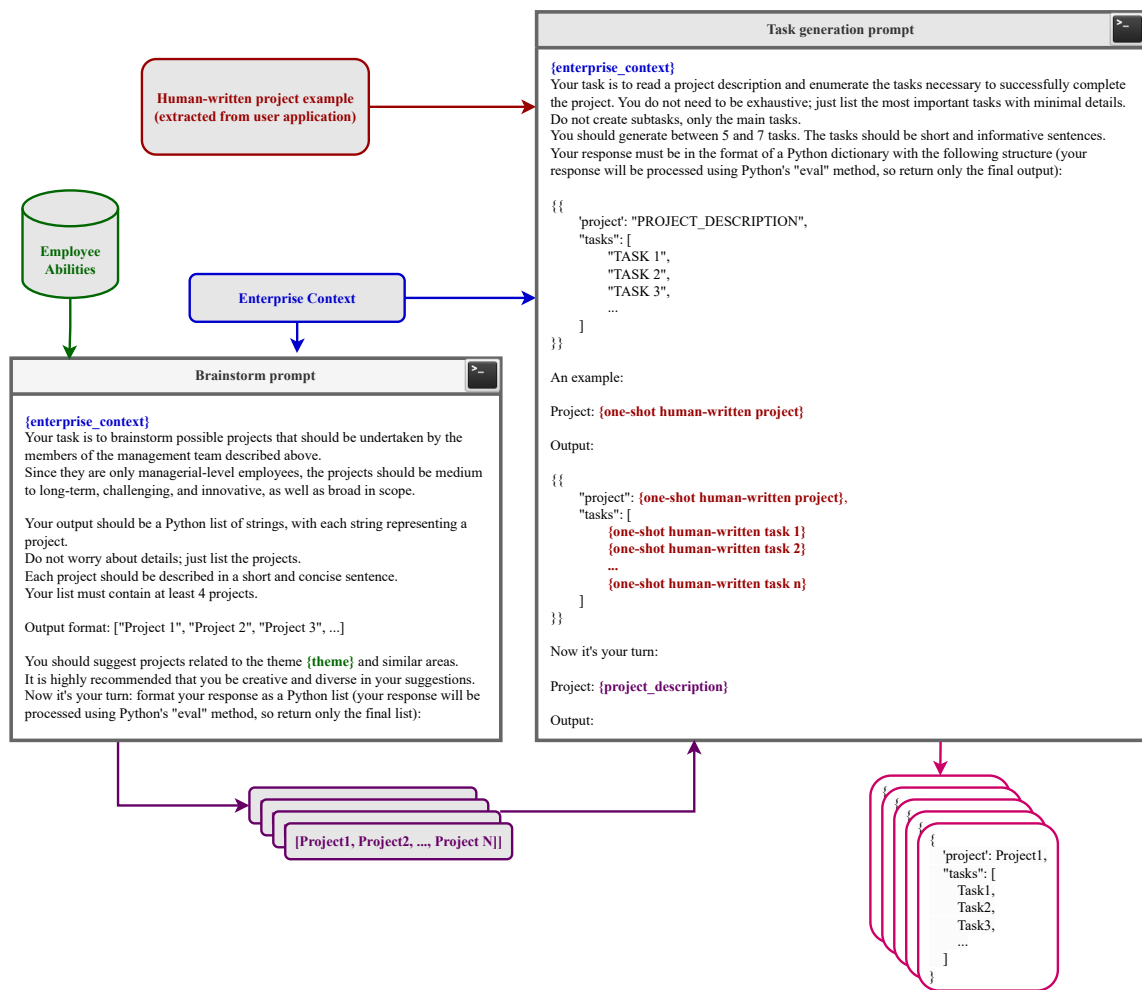 Human-written project example
(extracted from user application)
Employee
Abilities
Enterprise Context
Brainstorm prompt
>_
{enterprise_context}
Your task is to brainstorm possible projects that should be undertaken by the
members of the management team described above.
Since they are only managerial-level employees, the projects should be medium
to long-term, challenging, and innovative, as well as broad in scope.
Your output should be a Python list of strings, with each string representing a
project.
Do not worry about details; just list the projects.
Each project should be described in a short and concise sentence.
Your list must contain at least 4 projects.
Output format: ["Project 1", "Project 2", "Project 3", ...]
You should suggest projects related to the theme {theme} and similar areas.
It is highly recommended that you be creative and diverse in your suggestions.
Now it's your turn: format your response as a Python list (your response will be
processed using Python's "eval" method, so return only the final list):
Task generation prompt
>_
{enterprise_context}
Your task is to read a project description and enumerate the tasks necessary to successfully complete
the project. You do not need to be exhaustive; just list the most important tasks with minimal details.
Do not create subtasks, only the main tasks.
You should generate between 5 and 7 tasks. The tasks should be short and informative sentences.
Your response must be in the format of a Python dictionary with the following structure (your
response will be processed using Python's "eval" method, so return only the final output):
{{
'project': "PROJECT_DESCRIPTION",
"tasks": [
"TASK 1",
"TASK 2",
"TASK 3",
...
]
}}
An example:
Project: {one-shot human-written project}
Output:
{{
"project": {one-shot human-written project},
"tasks": [
{one-shot human-written task 1}
{one-shot human-written task 2}
...
{one-shot human-written task n}
]
}}
Now it's your turn:
Project: {project_description}
Output:
[Project1, Project2, ..., Project N]]
{
{
{
{
{
'project': Project1,
"tasks": [
Task1,
Task2,
Task3,
...
]
}